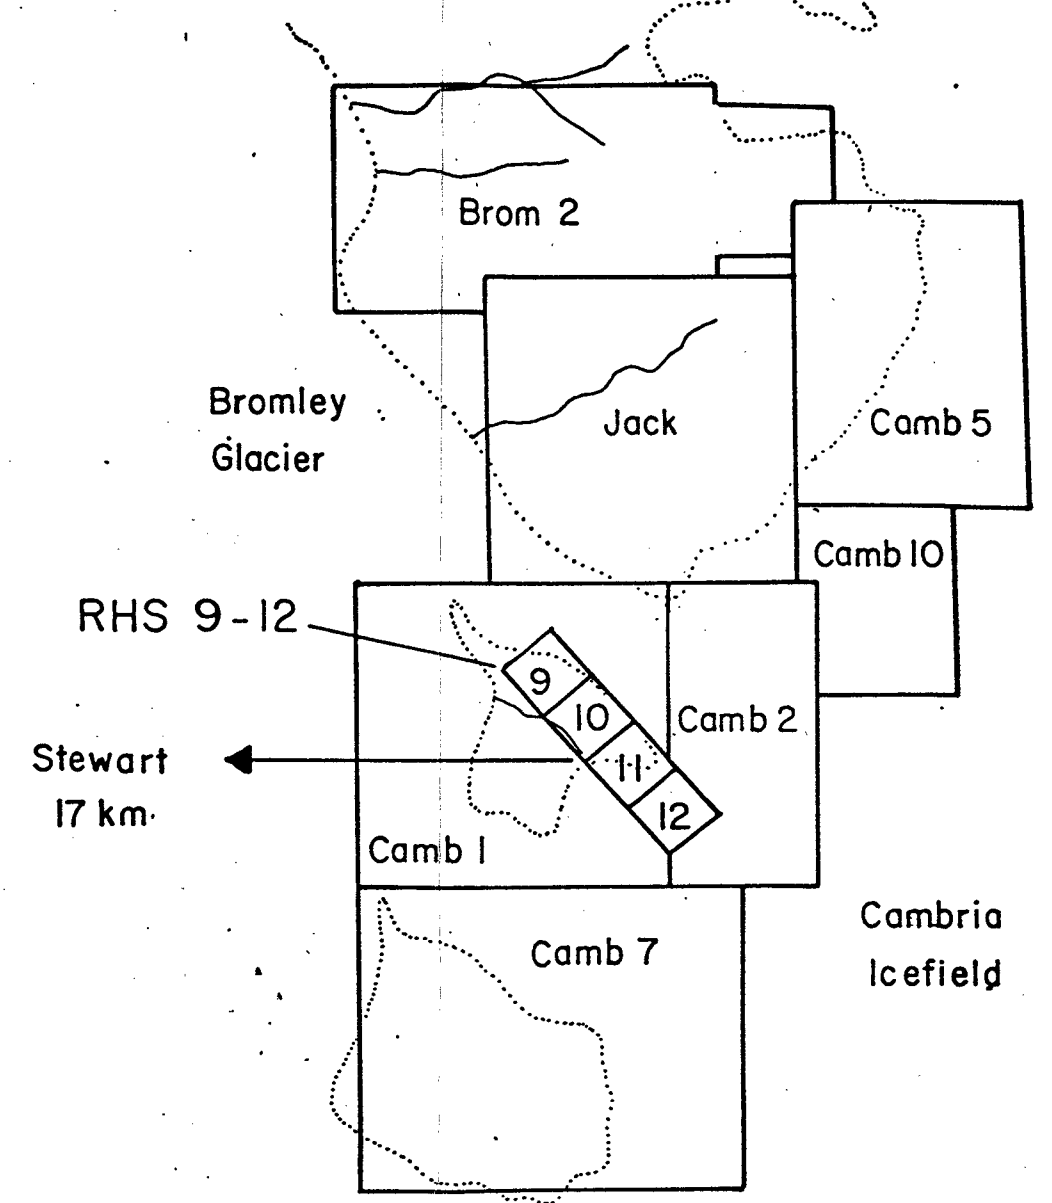 Brom 2
Bromley
Glacier
Jack
Camb 5
Camb 10
RHS 9-12
9
10
11
12
Camb 2
Stewart
17 km.
Camb 1
Camb 7
Cambria
Icefield